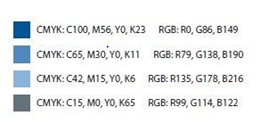 CMYK: C100, M56, Y0, K23 RGB: R0, G86, B149
CMYK: C65, M30, Y0, K11 RGB: R79, G138, B190
CMYK: C42, M15, Y0, K6 RGB: R135, G178, B216
CMYK: C15, M0, Y0, K65 RGB: R99, G114, B122